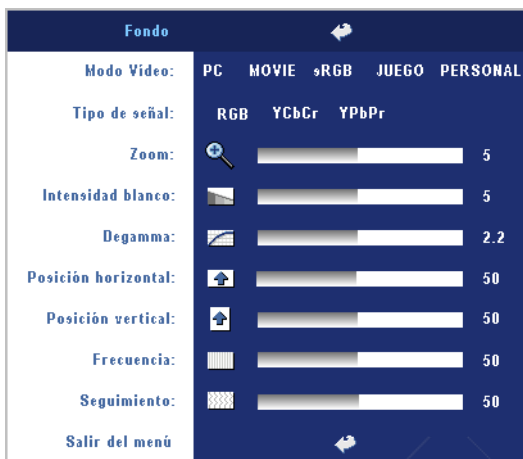 Fondo
Modo Vídeo: PC MOVIE sRGB JUEGO PERSONAL
Tipo de señal: RGB YCbCr YPbPr
Zoom: 5
Intensidad blanco: 5
Degamma: 2.2
Posición horizontal: 50
Posición vertical: 50
Frecuencia: 50
Seguimiento: 50
Salir del menú